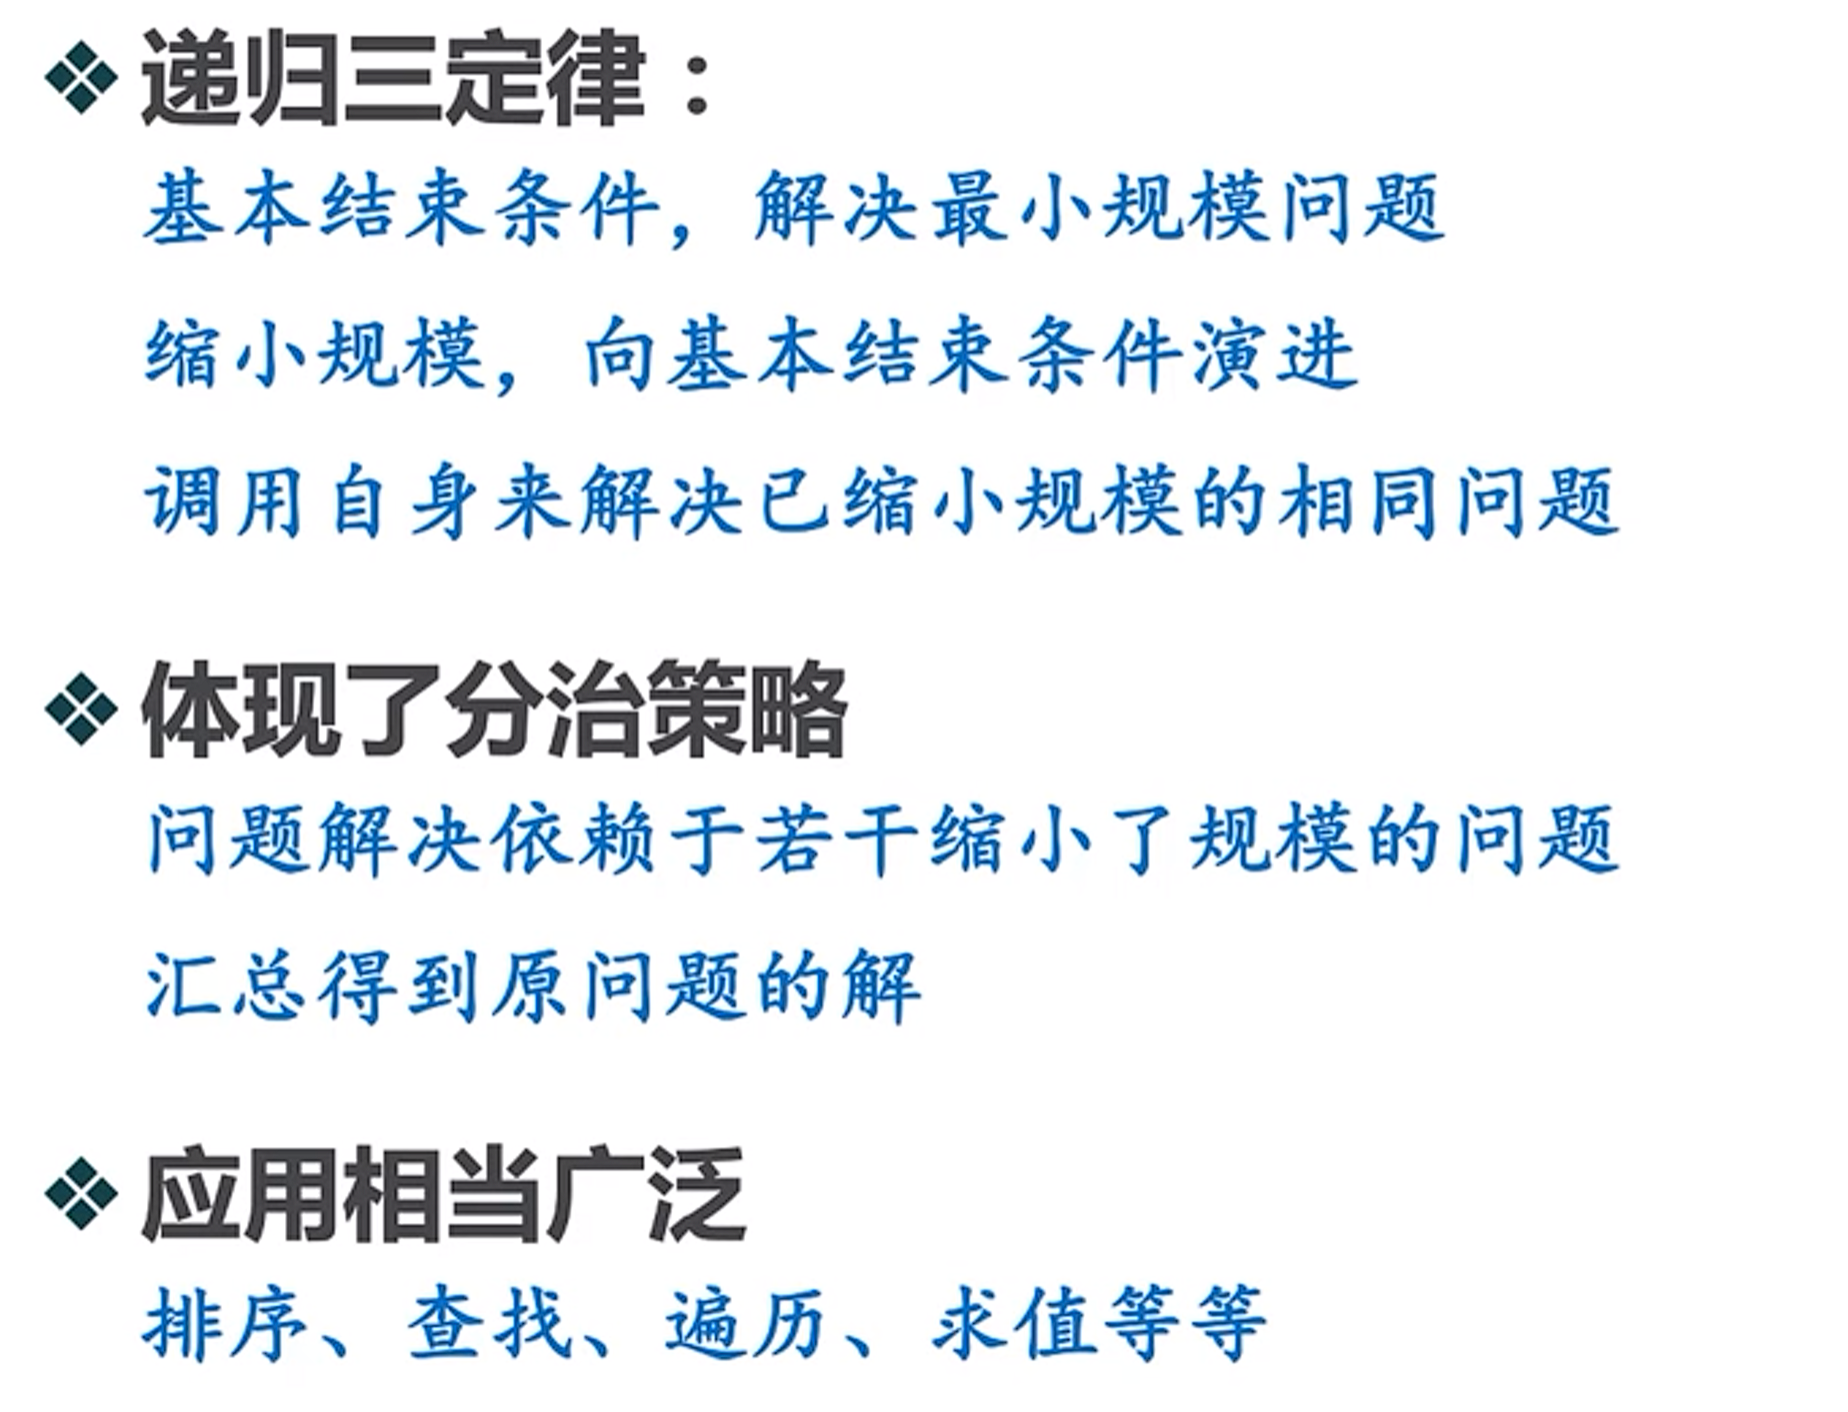 递归三定律：
基本结束条件，解决最小规模问题
缩小规模，向基本结束条件演进
调用自身来解决已缩小规模的相同问题
体现了分治策略
问题解决依赖于若干缩小了规模的问题
汇总得到原问题的解
应用相当广泛
排序、查找、遍历、求值等等